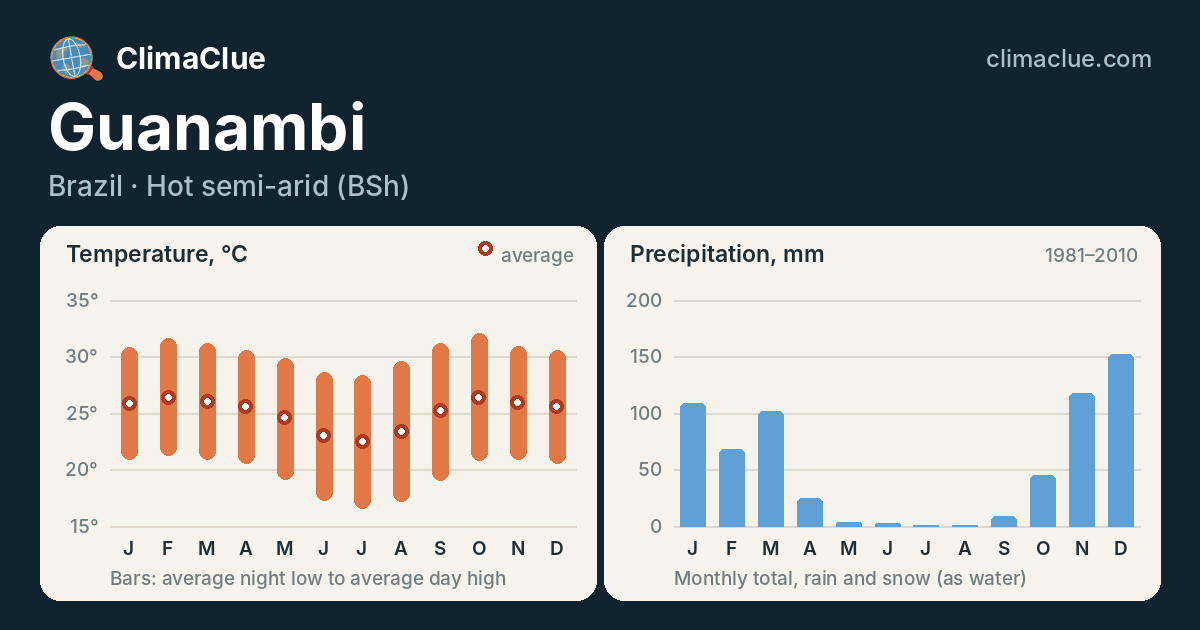 ClimaClue
climaclue.com
Guanambi
Brazil · Hot semi-arid (BSh)
Temperature, °C
average
35°
30°
25°
20°
15°
J F M A M J J A S O N D
Bars: average night low to average day high
Precipitation, mm
1981–2010
200
150
100
50
0
J F M A M J J A S O N D
Monthly total, rain and snow (as water)